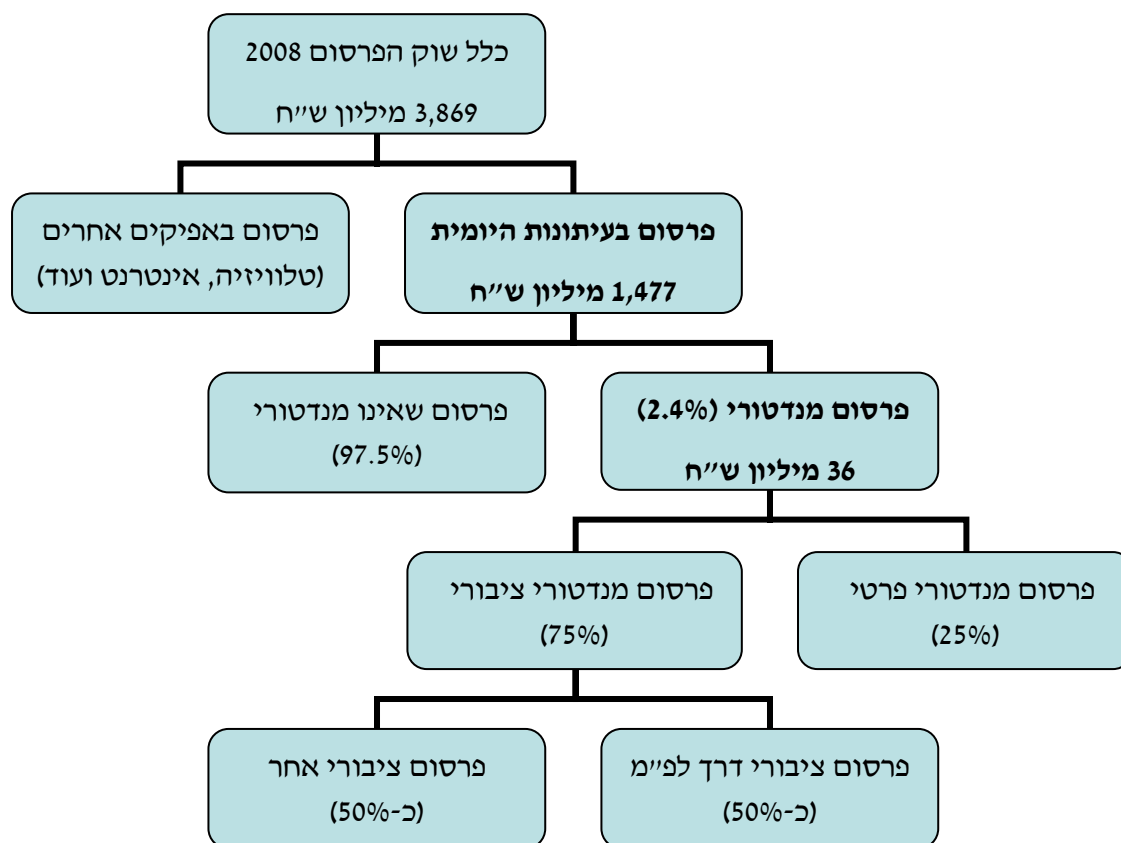 כלל שוק הפרסום 2008
3,869 מיליון ש״ח
פרסום בעיתונות היומית
1,477 מיליון ש״ח
פרסום באפיקים אחרים
(טלוויזיה, אינטרנט ועוד)
פרסום מנדטורי (2.4%)
36 מיליון ש״ח
פרסום שאינו מנדטורי
(97.5%)
פרסום מנדטורי פרטי
(25%)
פרסום מנדטורי ציבורי
(75%)
פרסום ציבורי דרך לפ״מ
(כ-50%)
פרסום ציבורי אחר
(כ-50%)